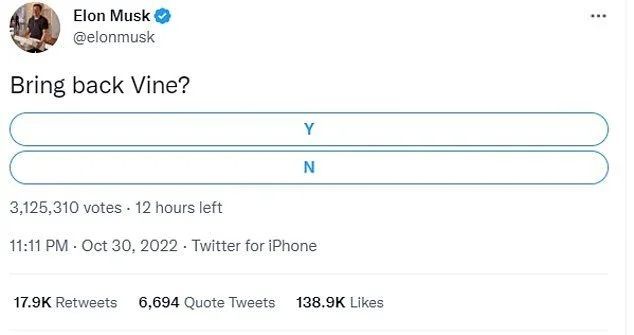 Elon Musk
@elonmusk
Bring back Vine?
Y
N
3,125,310 votes · 12 hours left
11:11 PM · Oct 30, 2022 · Twitter for iPhone
17.9K Retweets 6,694 Quote Tweets 138.9K Likes